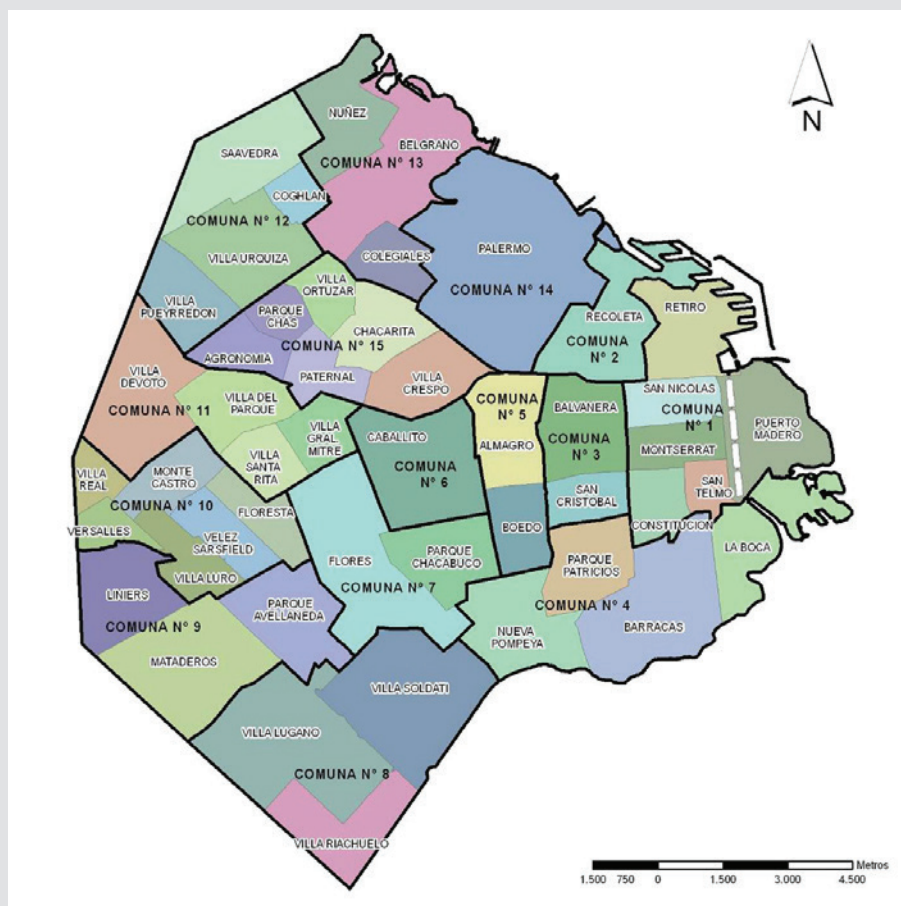 N
NUÑEZ
SAAVEDRA
BELGRANO
COMUNA N° 13
COGHLAN
COMUNA N° 12
VILLA URQUIZA
COLEGIALES
PALERMO
COMUNA N° 14
VILLA
PUEYRREDON
VILLA
ORTUZAR
PARQUE
CHAS
CHACARITA
COMUNA N° 15
AGRONOMIA
PATERNAL
VILLA
CRESPO
RECOLETA
COMUNA
N° 2
RETIRO
VILLA
DEVOTO
COMUNA N° 11
VILLA DEL
PARQUE
VILLA
GRAL
MITRE
VILLA
SANTA
RITA
CABALLITO
COMUNA
N° 6
COMUNA
N° 5
ALMAGRO
BALVANERA
COMUNA
N° 3
SAN NICOLAS
COMUNA
N° 1
MONTSERRAT
PUERTO
MADERO
SAN
TELMO
VILLA
REAL
MONTE
CASTRO
COMUNA N° 10
FLORESTA
VERSALLES
VELEZ
SARSFIELD
VILLA LURO
SAN
CRISTOBAL
BOEDO
CONSTITUCION
LA BOCA
FLORES
PARQUE
CHACABUCO
COMUNA N° 7
PARQUE
PATRICIOS
COMUNA N° 4
BARRACAS
NUEVA
POMPEYA
LINIERS
COMUNA N° 9
PARQUE
AVELLANEDA
MATADEROS
VILLA SOLDATI
VILLA LUGANO
COMUNA N° 8
VILLA RIACHUELO
Metros
1.500 750 0 1.500 3.000 4.500